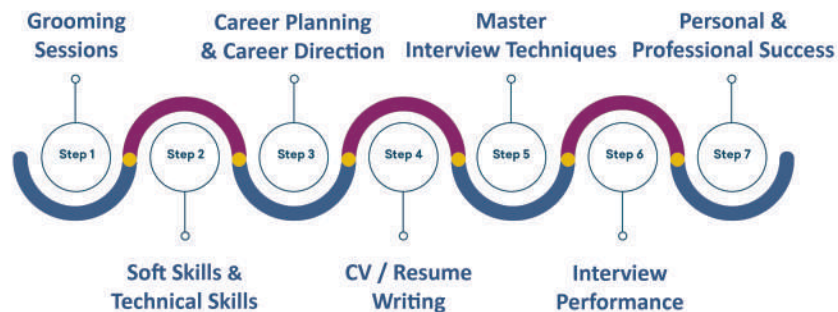 Grooming
Sessions
Career Planning
& Career Direction
Master
Interview Techniques
Personal &
Professional Success
Step 1
Step 2
Step 3
Step 4
Step 5
Step 6
Step 7
Soft Skills &
Technical Skills
CV / Resume
Writing
Interview
Performance